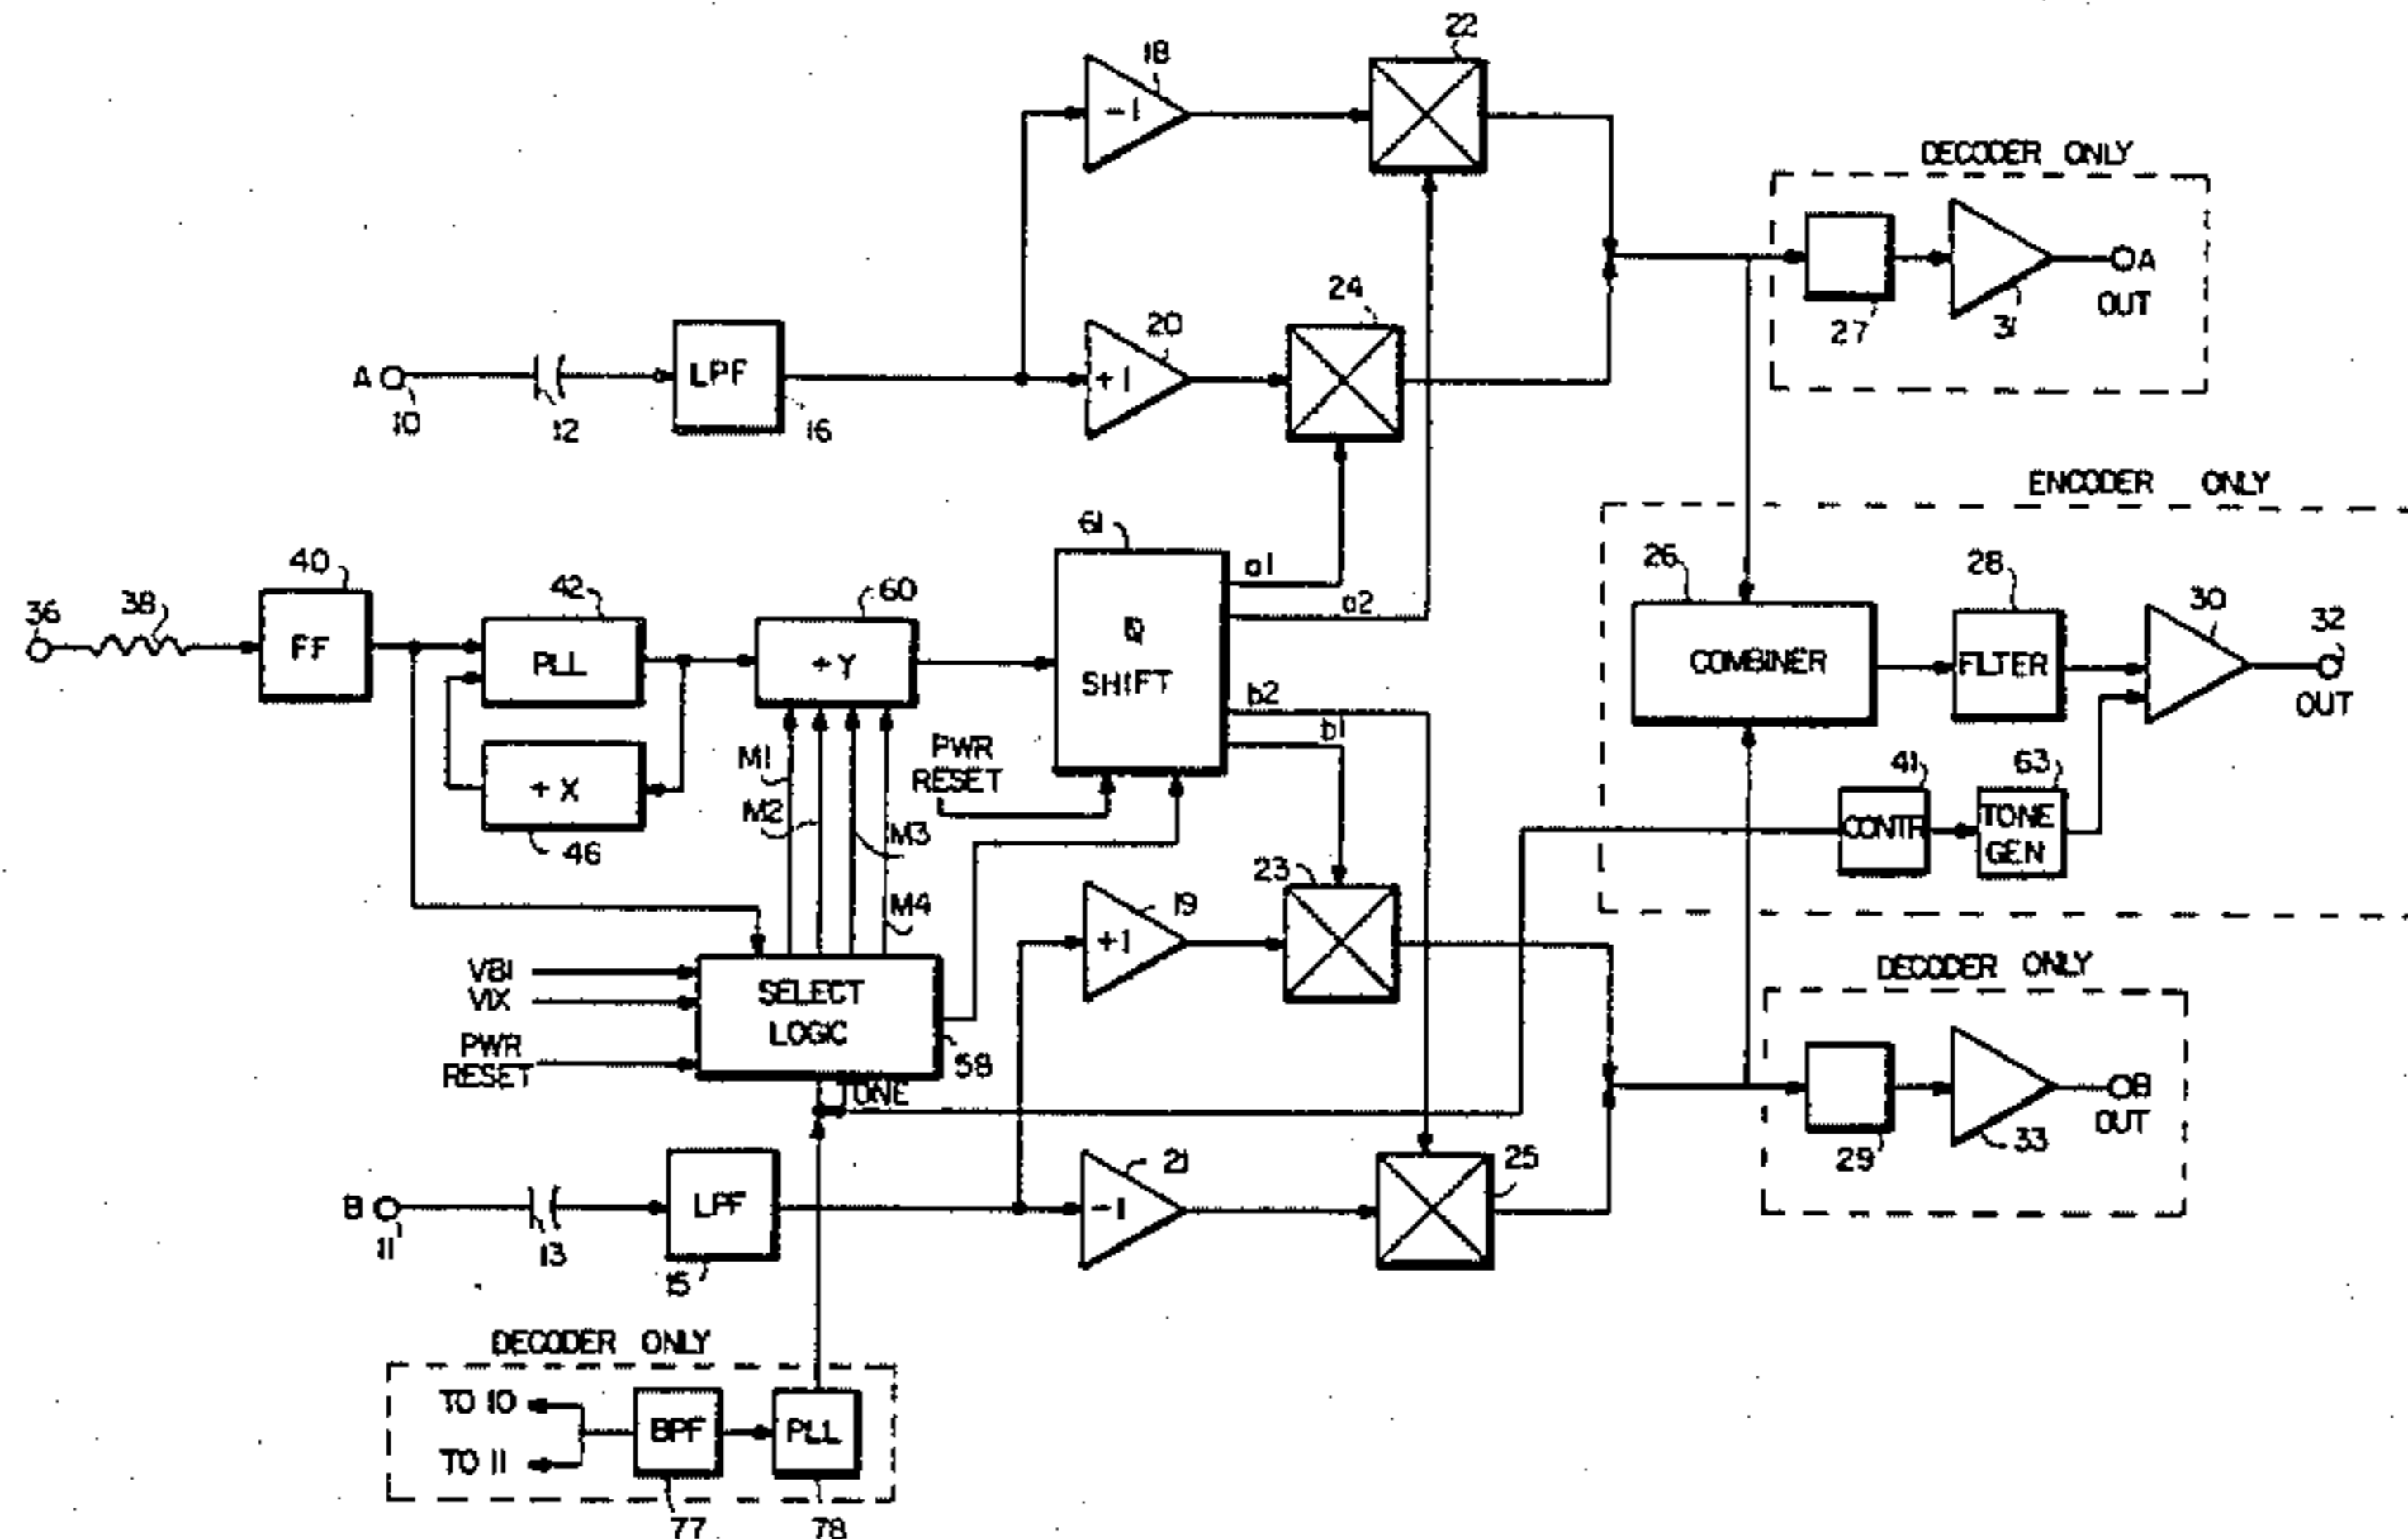 22
18
-1
DECODER ONLY
24
20
A
OUT
27
31
A
LPF
+1
10
12
16
ENCODER ONLY
61
a1
26
28
30
32
36
38
40
42
60
a2
FF
PLL
÷Y
SHIFT
COMBINER
FILTER
b2
OUT
b1
M1
PWR
RESET
41
63
÷X
M2
M3
CONTR
TONE
GEN
46
23
M4
19
+1
DECODER ONLY
VBI
VIX
SELECT
LOGIC
PWR
RESET
58
TONE
B
OUT
21
25
29
33
B
LPF
-1
11
13
15
DECODER ONLY
TO 10
BPF
PLL
TO 11
77
78